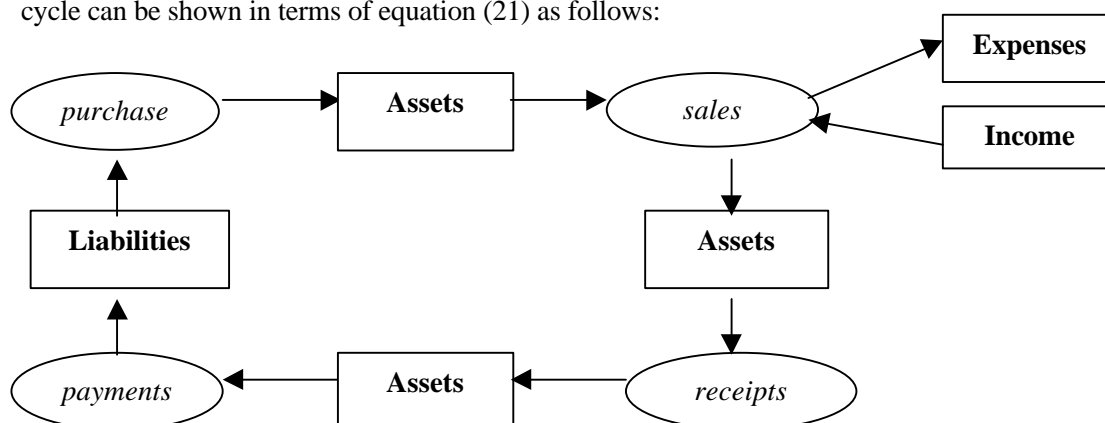 cycle can be shown in terms of equation (21) as follows:
Expenses
purchase
Assets
sales
Income
Liabilities
Assets
payments
Assets
receipts